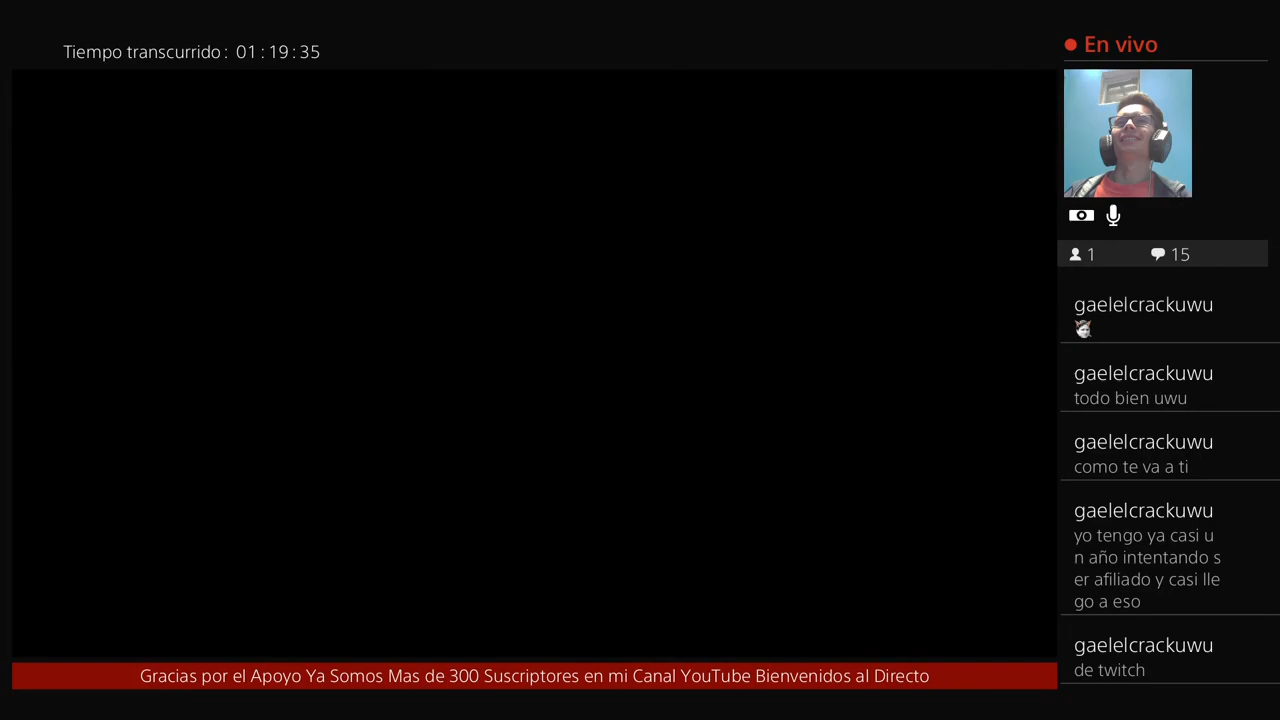 Tiempo transcurrido: 01:19:35
En vivo
1 15
gaelelcrackuwu
gaelelcrackuwu
todo bien uwu
gaelelcrackuwu
como te va a ti
gaelelcrackuwu
yo tengo ya casi u
n año intentando s
er afiliado y casi lle
go a eso
gaelelcrackuwu
de twitch
Gracias por el Apoyo Ya Somos Mas de 300 Suscriptores en mi Canal YouTube Bienvenidos al Directo